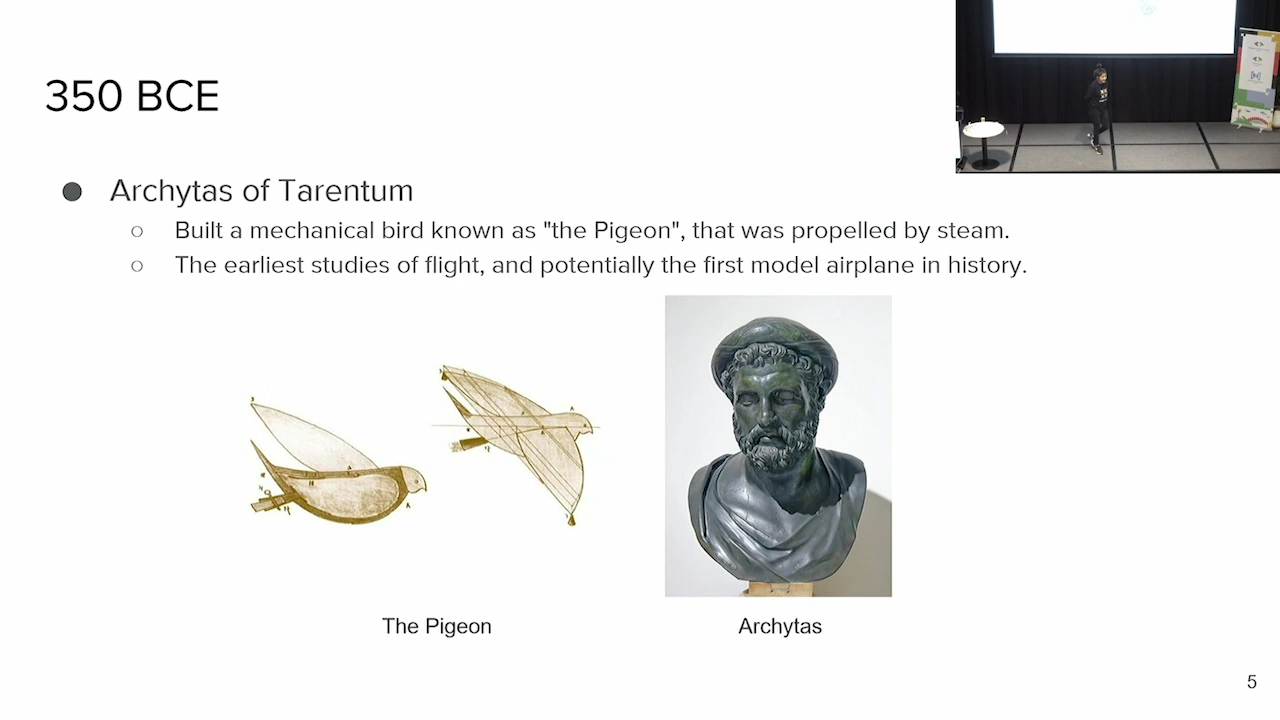 350 BCE
● Archytas of Tarentum
○ Built a mechanical bird known as "the Pigeon", that was propelled by steam.
○ The earliest studies of flight, and potentially the first model airplane in history.
The Pigeon
Archytas
5